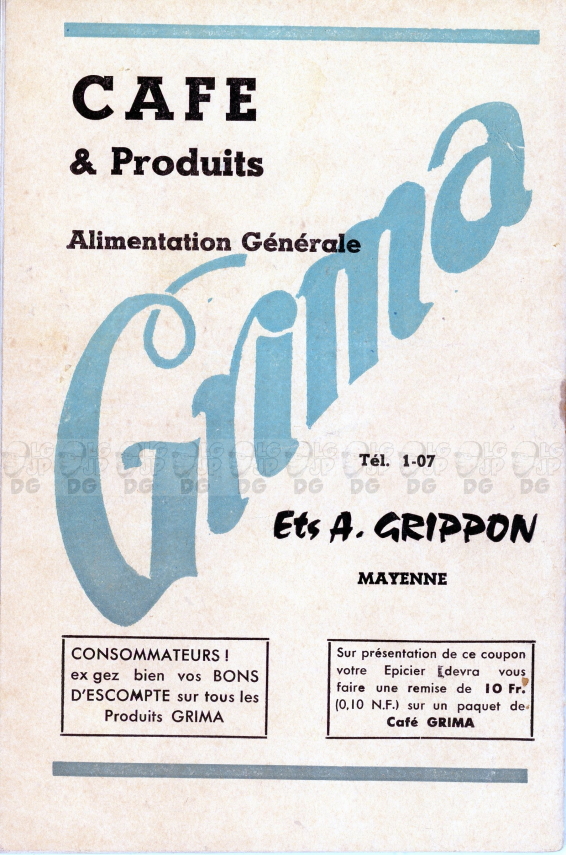 CAFE
& Produits
Alimentation Générale
Grima
Tél. 1-07
Ets A. GRIPPON
MAYENNE
CONSOMMATEURS !
ex gez bien vos BONS
D'ESCOMPTE sur tous les
Produits GRIMA
Sur présentation de ce coupon
votre Epicier devra vous
faire une remise de 10 Fr.
(0,10 N.F.) sur un paquet de
Café GRIMA